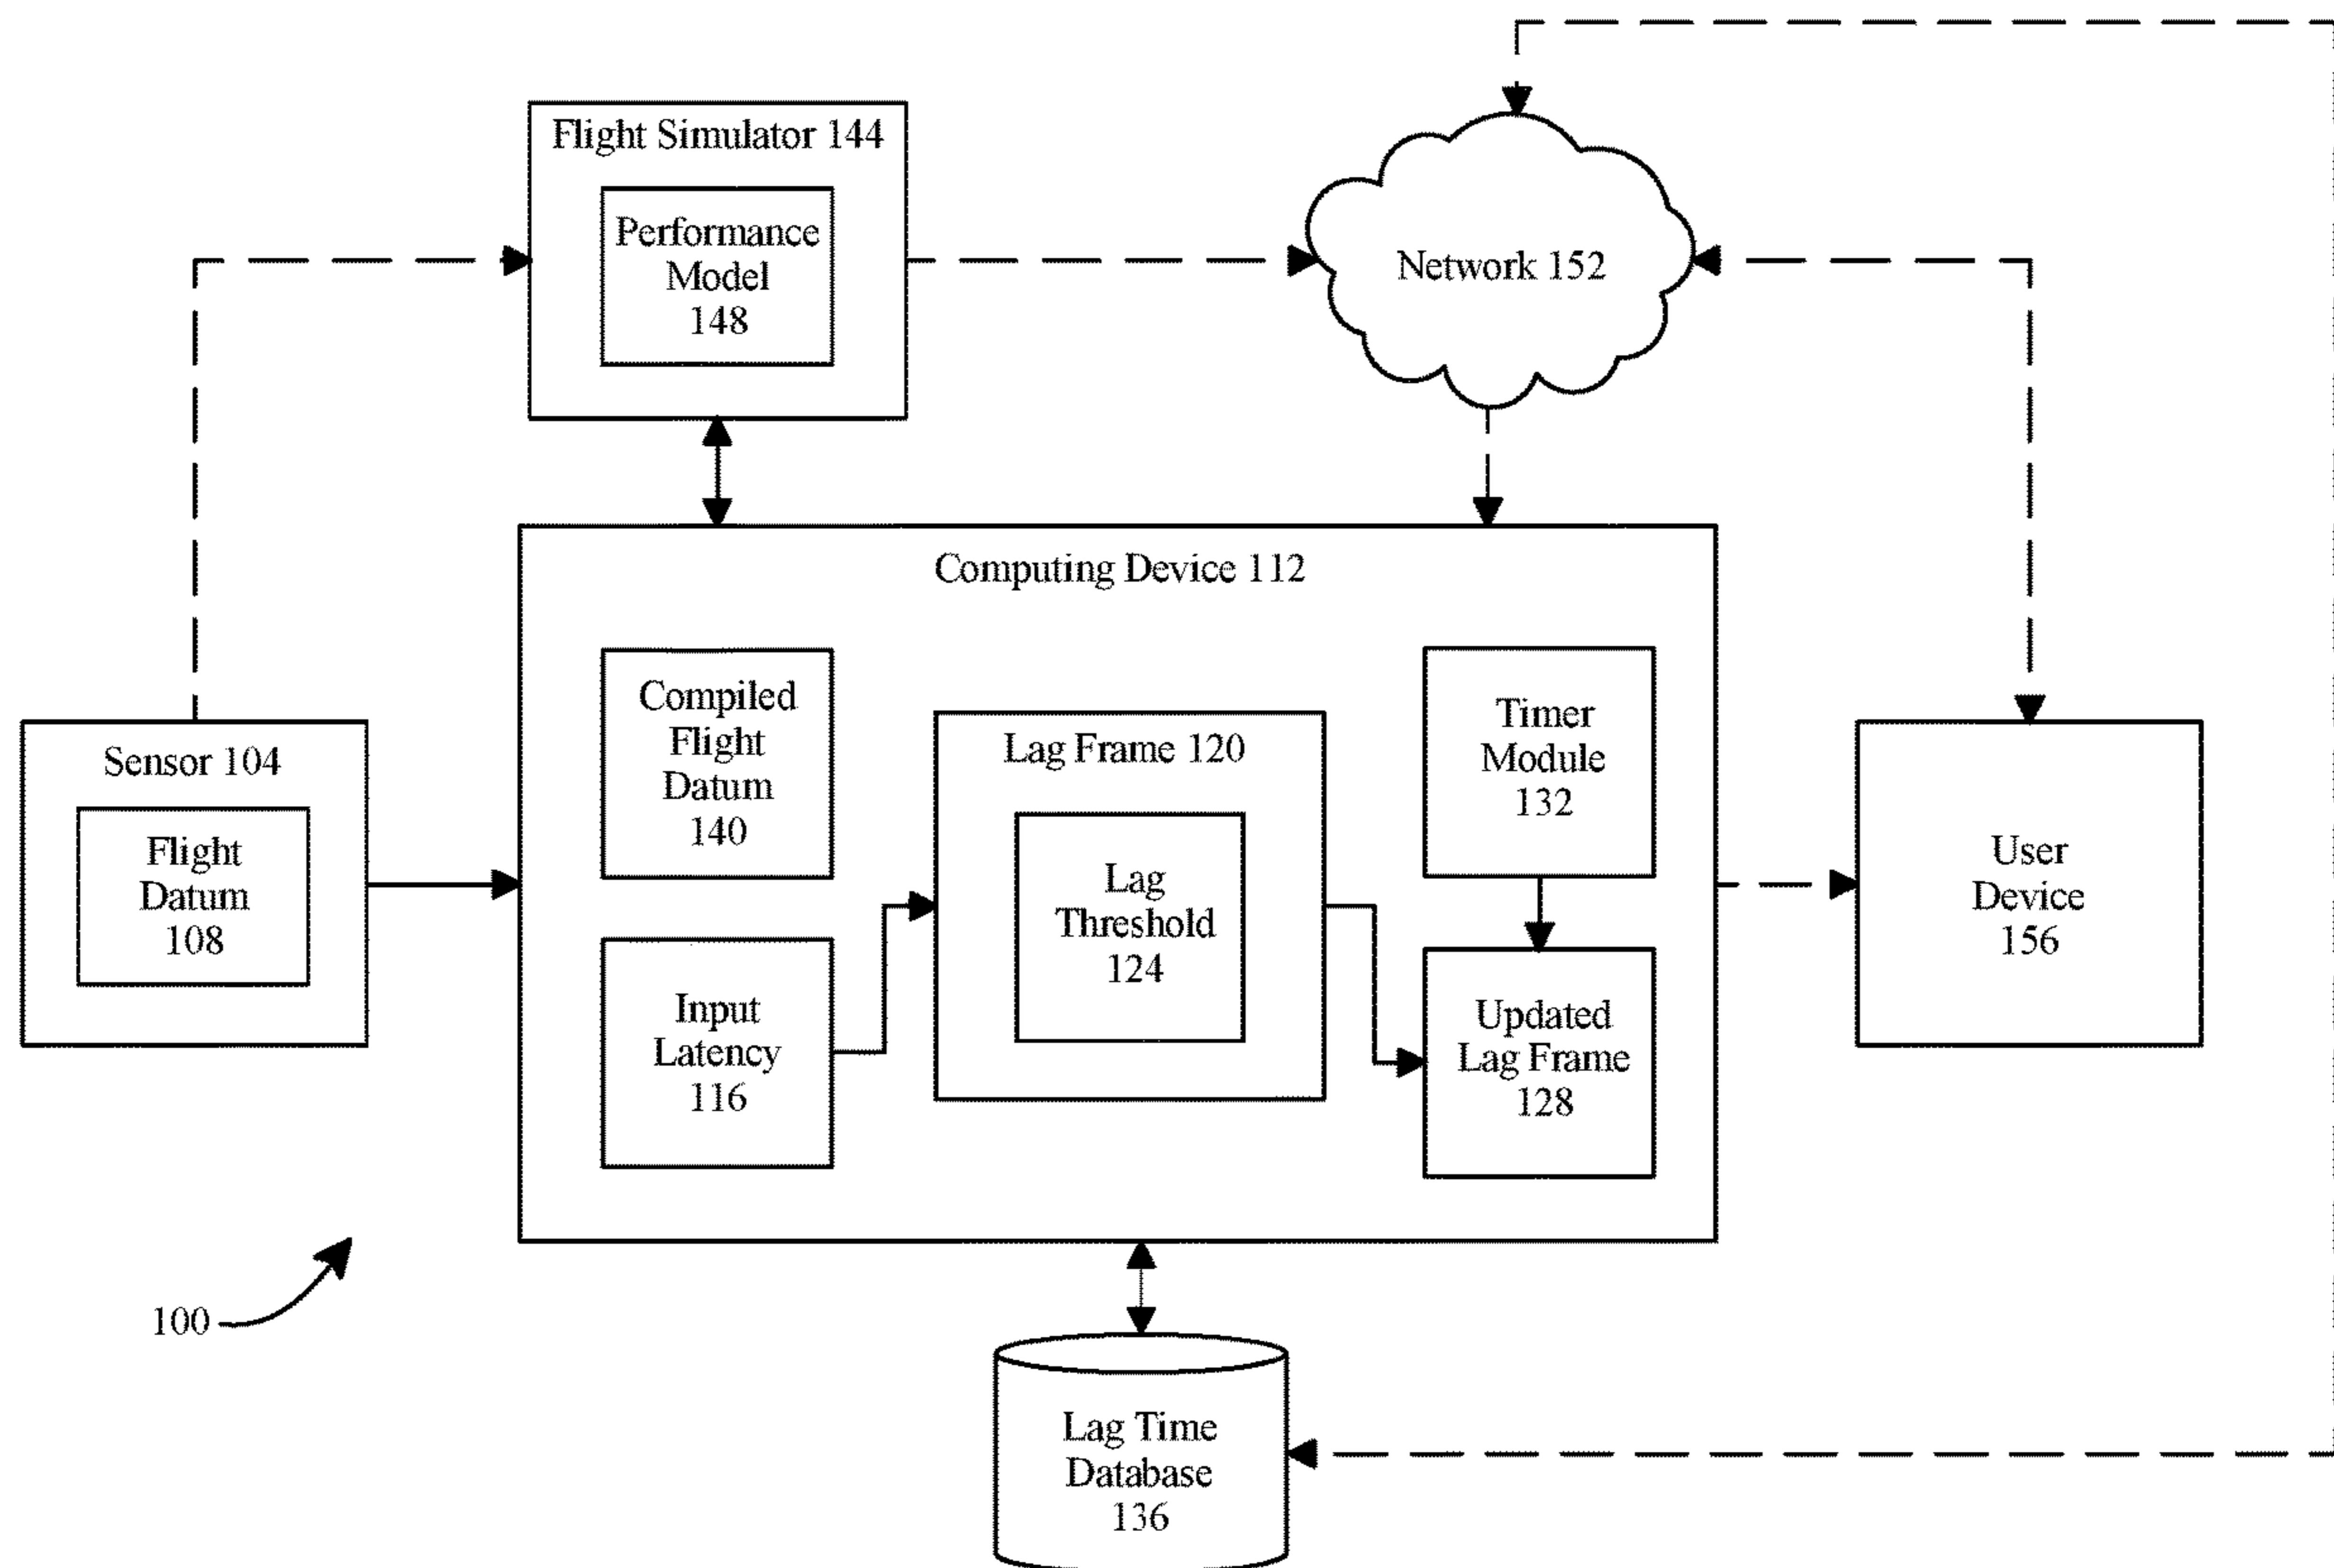 Flight Simulator 144
Performance
Model
148
Network 152
Computing Device 112
Sensor 104
Flight
Datum
108
Compiled
Flight
Datum
140
Input
Latency
116
Lag Frame 120
Lag
Threshold
124
Timer
Module
132
Updated
Lag Frame
128
User
Device
156
100
Lag Time
Database
136